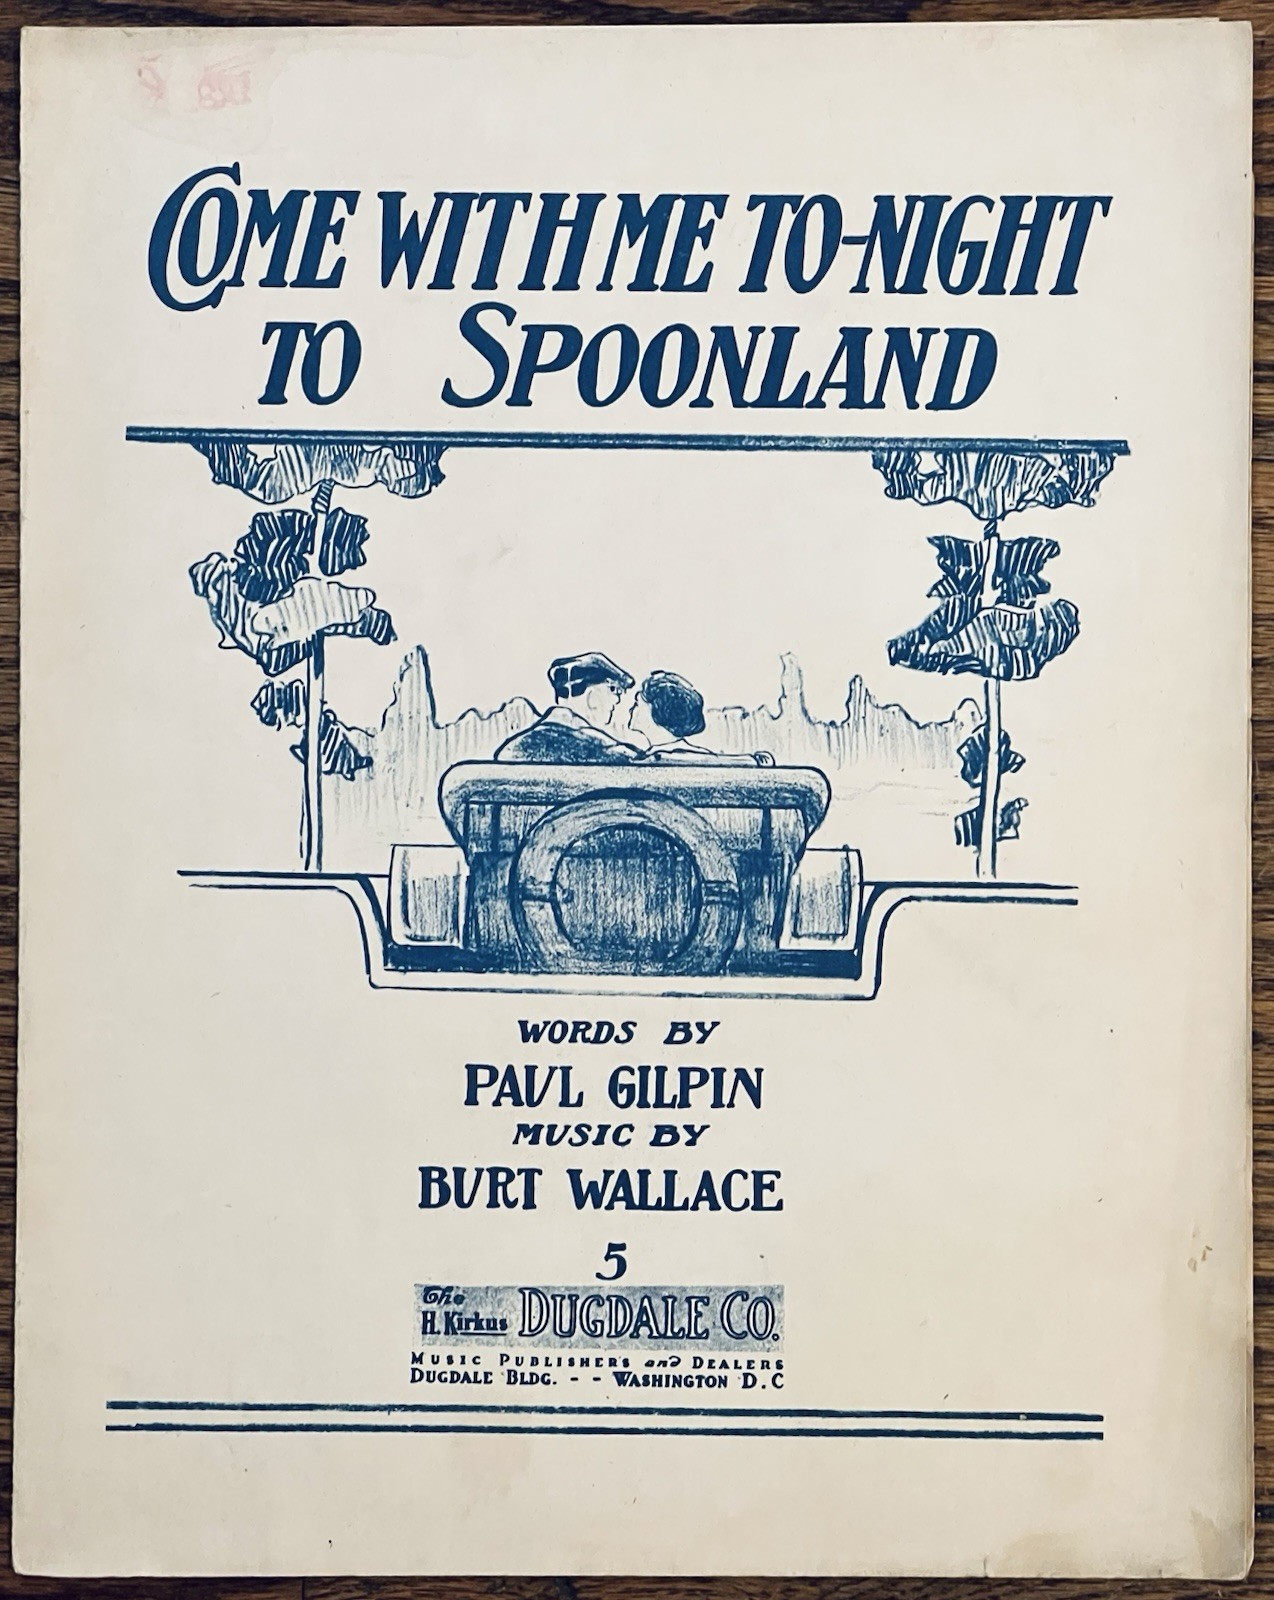 COME WITH ME TO-NIGHT
TO SPOONLAND
WORDS BY
PAUL GILPIN
MUSIC BY
BURT WALLACE
5
The
H. Kirkus DUGDALE CO.
MUSIC PUBLISHERS and DEALERS
DUGDALE BLDG. - - WASHINGTON D.C